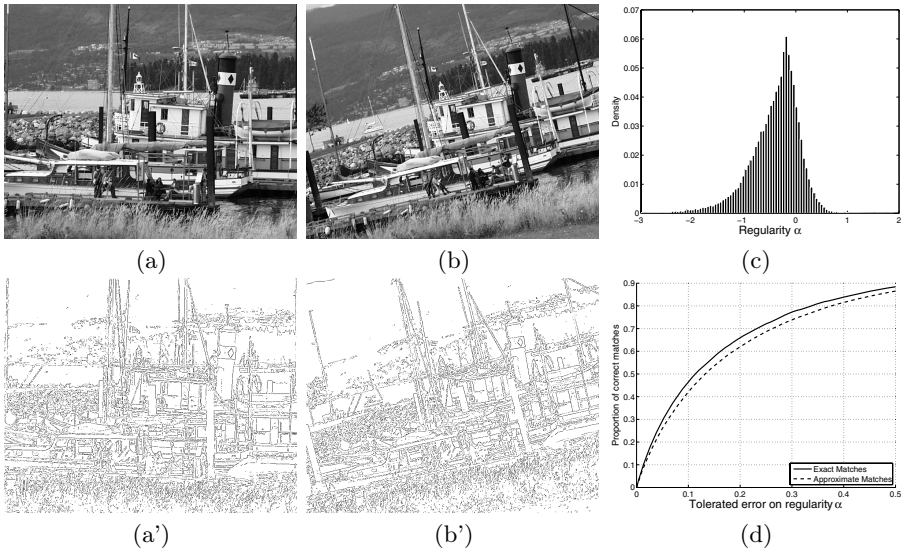 (a)
(b)
0.07
0.06
0.05
0.04
0.03
0.02
0.01
0
Density
−3
−2
−1
0
1
2
Regularity α
(c)
(a')
(b')
0.9
0.8
0.7
0.6
0.5
0.4
0.3
0.2
0.1
0
Proportion of correct matches
Exact Matches
Approximate Matches
0
0.1
0.2
0.3
0.4
0.5
Tolerated error on regularity α
(d)